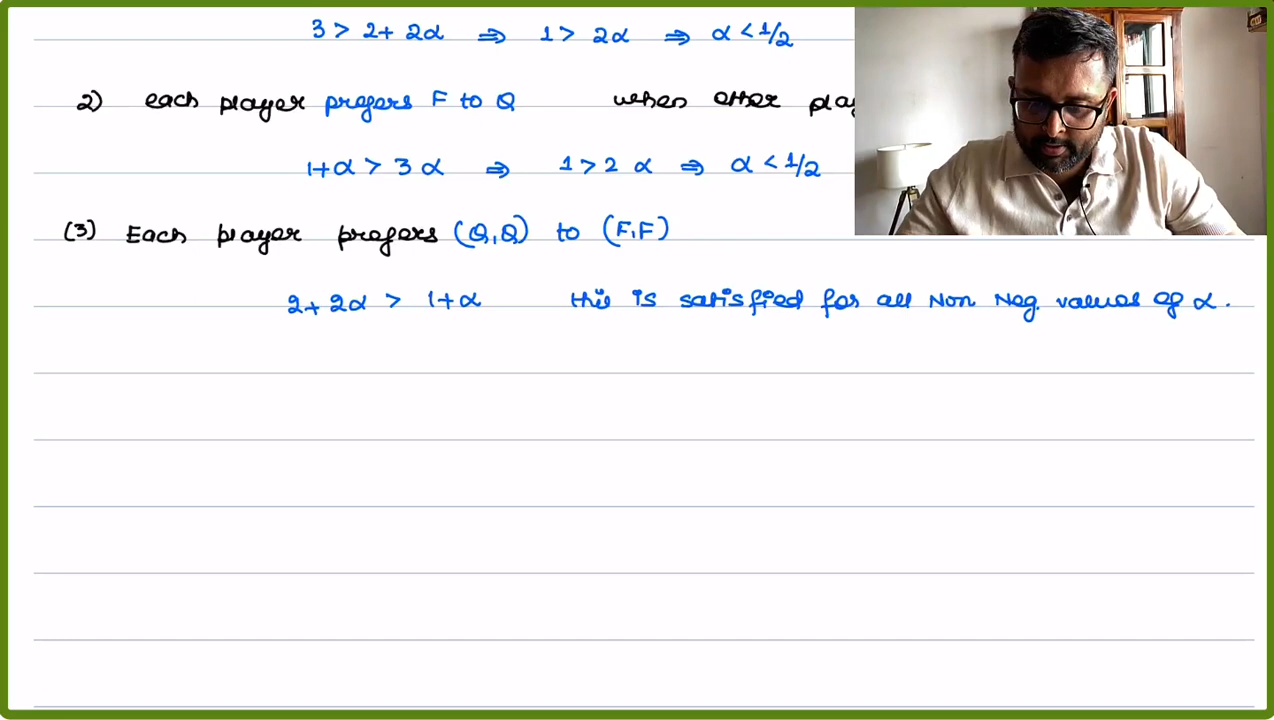 3 > 2+ 2α ⇒ 1 > 2α ⇒ α < 1/2
2) each player prefers F to Q when other
1+α > 3 α ⇒ 1 > 2 α ⇒ α < 1/2
(3) Each player prefers (Q,Q) to (F,F)
2+ 2α > 1+α this is satisfied for all Non Neg. values of α.